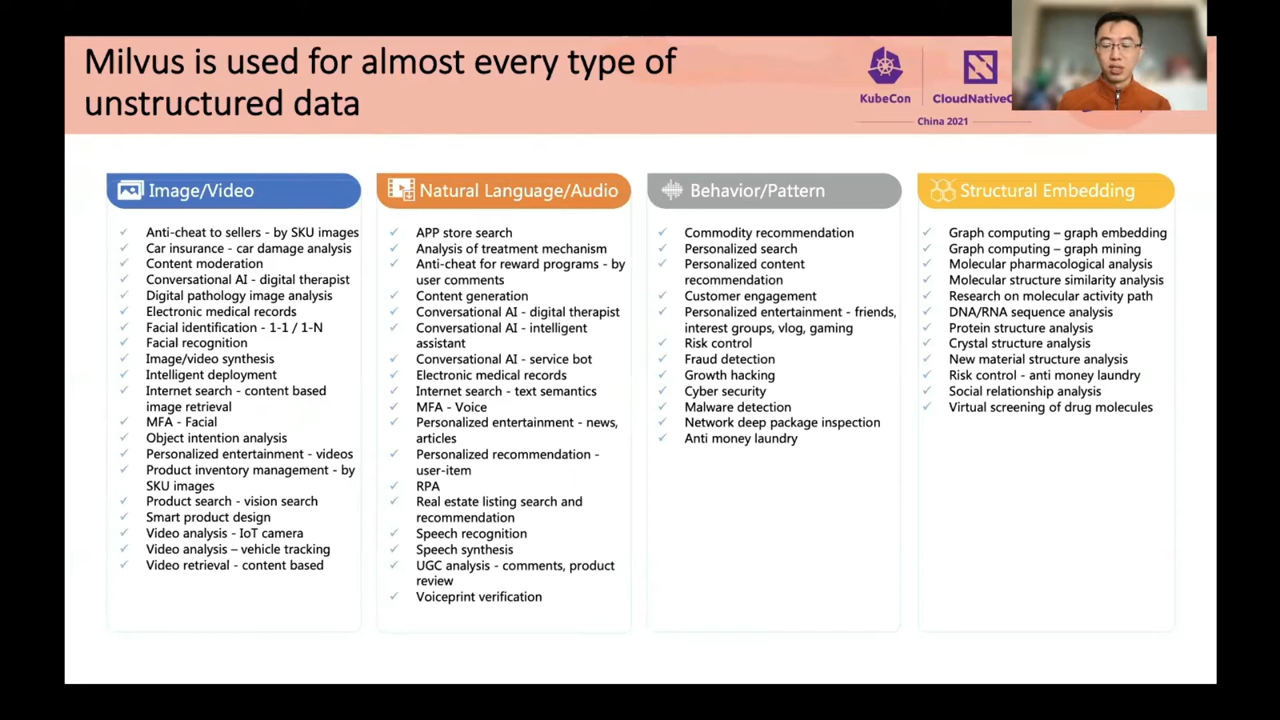 Milvus is used for almost every type of
unstructured data
KubeCon
CloudNativeC
China 2021
Image/Video
Anti-cheat to sellers - by SKU images
Car insurance - car damage analysis
Content moderation
Conversational AI - digital therapist
Digital pathology image analysis
Electronic medical records
Facial identification - 1-1 / 1-N
Facial recognition
Image/video synthesis
Intelligent deployment
Internet search - content based
image retrieval
MFA - Facial
Object intention analysis
Personalized entertainment - videos
Product inventory management - by
SKU images
Product search - vision search
Smart product design
Video analysis - IoT camera
Video analysis – vehicle tracking
Video retrieval - content based
Natural Language/Audio
APP store search
Analysis of treatment mechanism
Anti-cheat for reward programs - by
user comments
Content generation
Conversational AI - digital therapist
Conversational AI - intelligent
assistant
Conversational AI - service bot
Electronic medical records
Internet search - text semantics
MFA - Voice
Personalized entertainment - news,
articles
Personalized recommendation -
user-item
RPA
Real estate listing search and
recommendation
Speech recognition
Speech synthesis
UGC analysis - comments, product
review
Voiceprint verification
Behavior/Pattern
Commodity recommendation
Personalized search
Personalized content
recommendation
Customer engagement
Personalized entertainment - friends,
interest groups, vlog, gaming
Risk control
Fraud detection
Growth hacking
Cyber security
Malware detection
Network deep package inspection
Anti money laundry
Structural Embedding
Graph computing – graph embedding
Graph computing – graph mining
Molecular pharmacological analysis
Molecular structure similarity analysis
Research on molecular activity path
DNA/RNA sequence analysis
Protein structure analysis
Crystal structure analysis
New material structure analysis
Risk control - anti money laundry
Social relationship analysis
Virtual screening of drug molecules